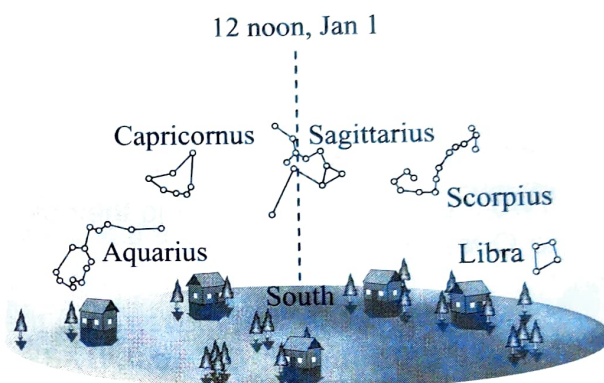 12 noon, Jan 1
Capricornus
Sagittarius
Scorpius
Aquarius
Libra
South